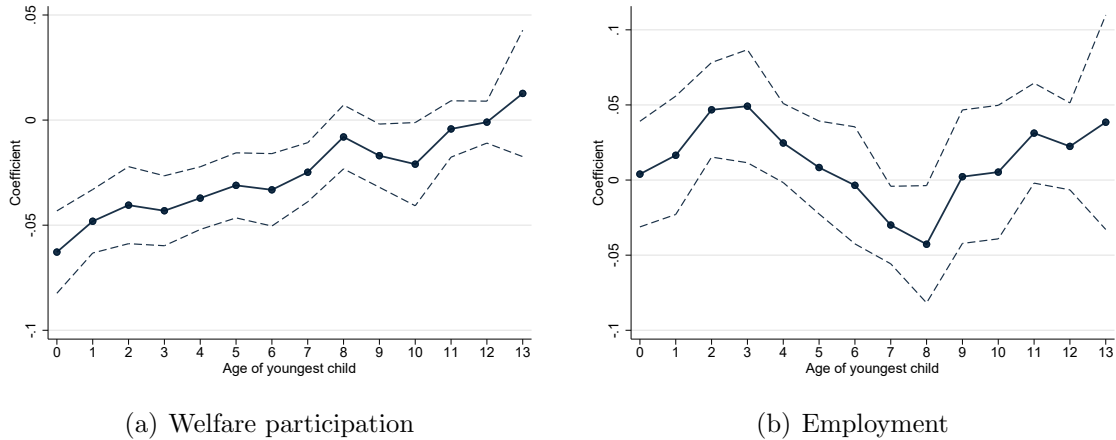 .05
0
-.05
-.1
Coefficient
0 1 2 3 4 5 6 7 8 9 10 11 12 13
Age of youngest child
(a) Welfare participation
.1
.05
0
-.05
-.1
Coefficient
0 1 2 3 4 5 6 7 8 9 10 11 12 13
Age of youngest child
(b) Employment